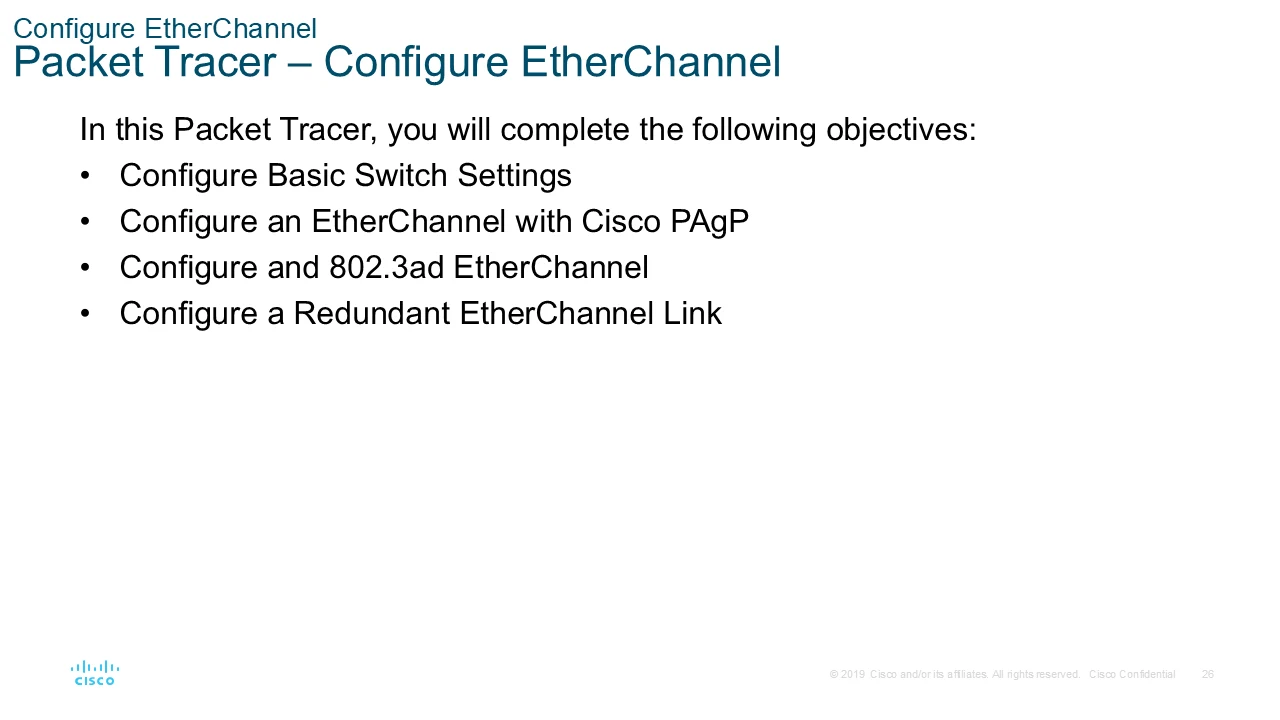 Configure EtherChannel
Packet Tracer – Configure EtherChannel
In this Packet Tracer, you will complete the following objectives:
• Configure Basic Switch Settings
• Configure an EtherChannel with Cisco PAgP
• Configure and 802.3ad EtherChannel
• Configure a Redundant EtherChannel Link
CISCO
© 2019 Cisco and/or its affiliates. All rights reserved. Cisco Confidential 26